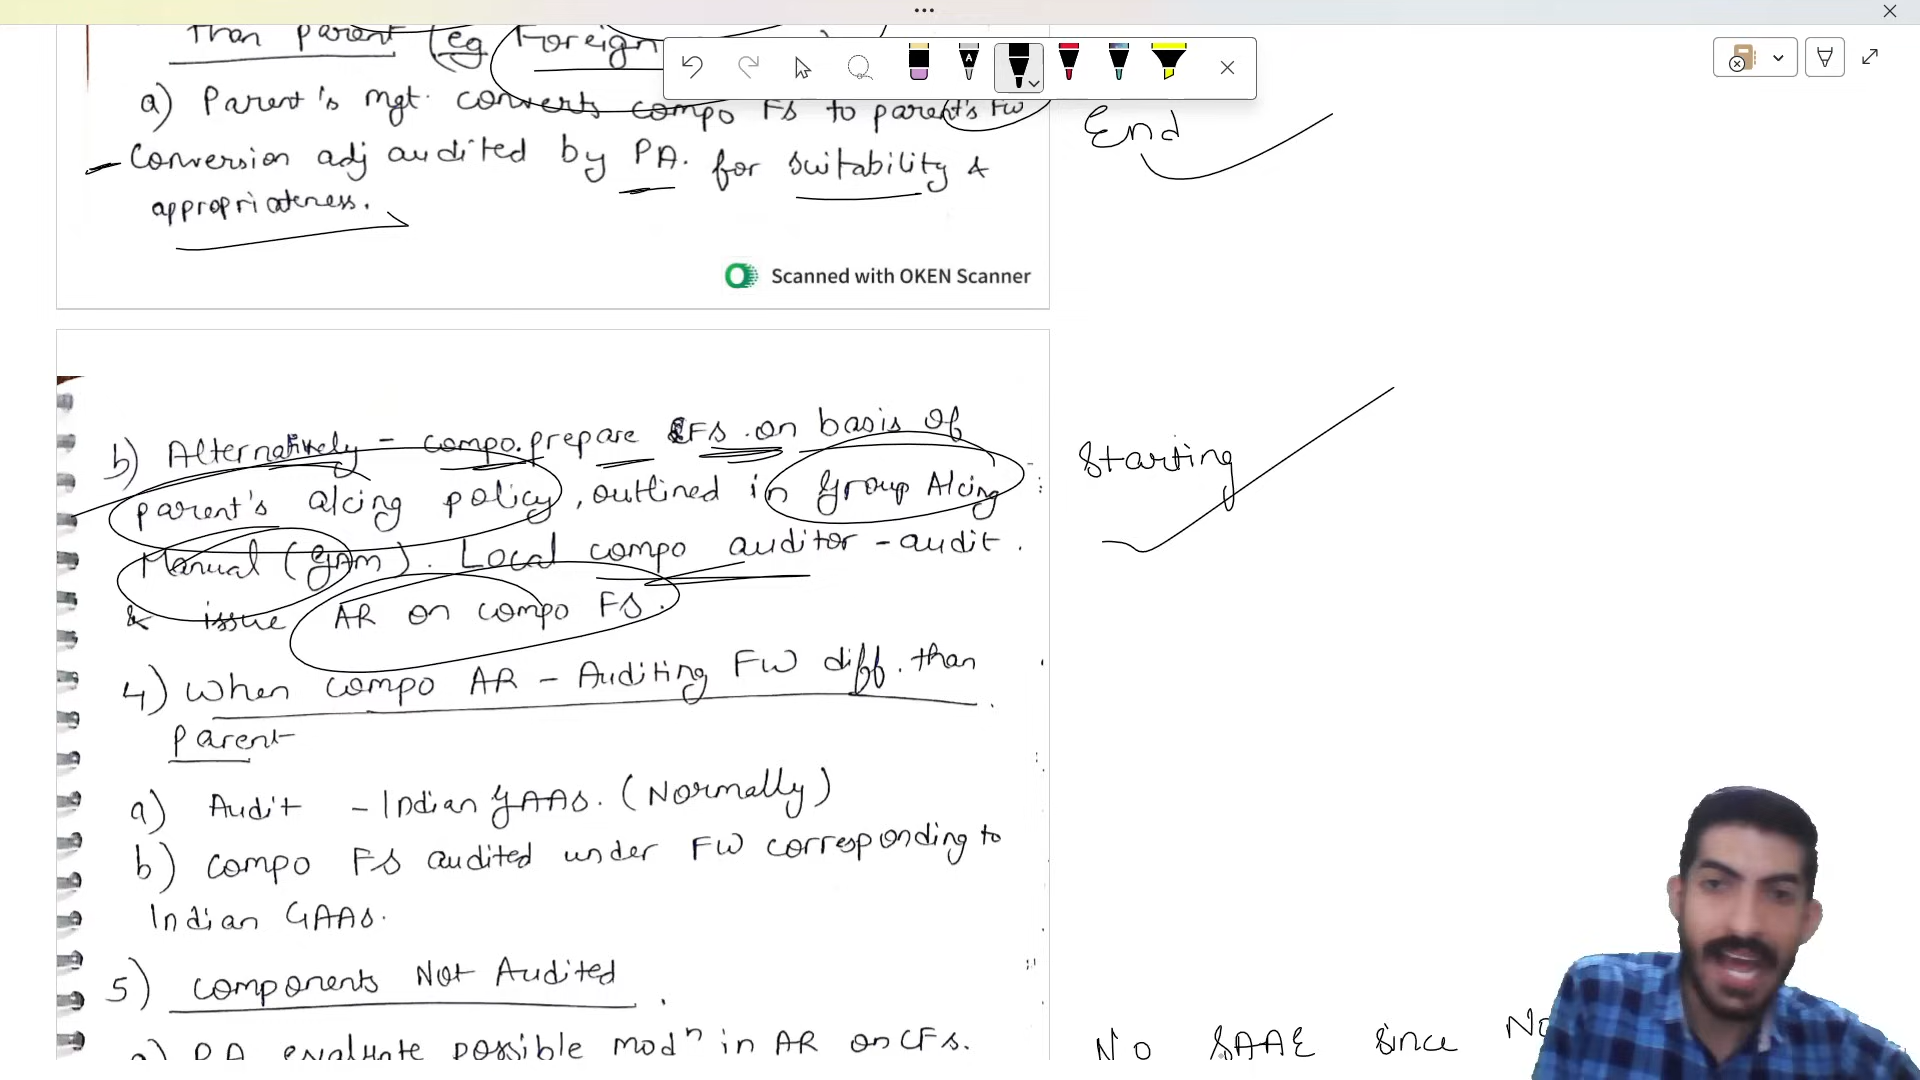 Than parent (eg Foreign
a) Parent's mgt. converts compo FS to parent's FW
- Conversion adj audited by PA. for suitability &
appropriateness.
End
Scanned with OKEN Scanner
b) Alternatively - compo. prepare FS on basis of
parent's a/cing policy, outlined in Group A/cing
Manual (GAM). Local compo auditor - audit.
& issue AR on compo FS.
Starting
4) When compo AR - Auditing FW diff. than
Parent
a) Audit - Indian GAAS. (Normally)
b) compo FS audited under FW corresponding to
Indian GAAS.
5) components Not Audited
a) PA evaluate possible modn in AR on CFS.
No SAAE since No